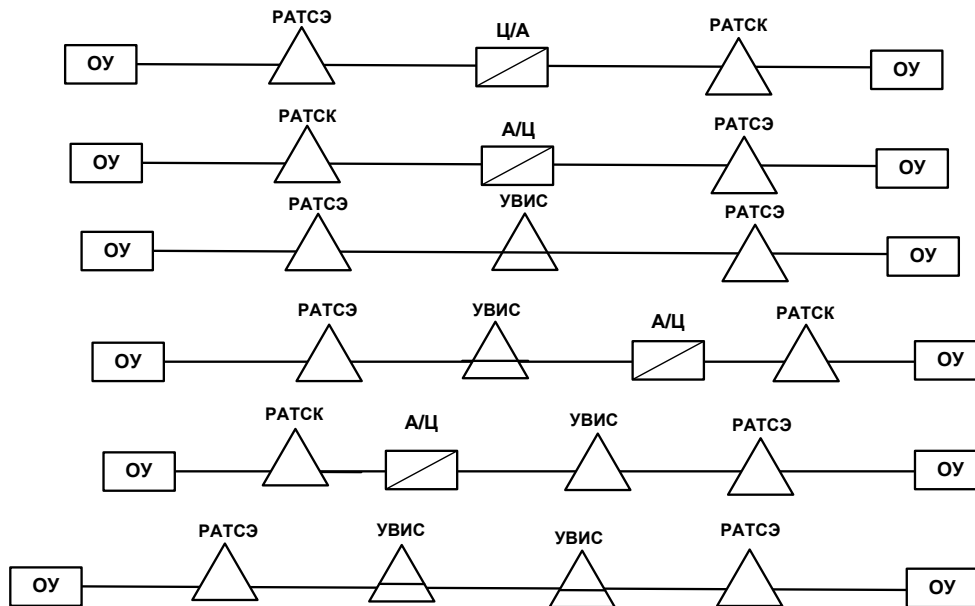 РАТСЭ Ц/А РАТСК
ОУ ОУ
РАТСК А/Ц РАТСЭ
ОУ ОУ
РАТСЭ УВИС РАТСЭ
ОУ ОУ
РАТСЭ УВИС А/Ц РАТСК
ОУ ОУ
РАТСК А/Ц УВИС РАТСЭ
ОУ ОУ
РАТСЭ УВИС УВИС РАТСЭ
ОУ ОУ